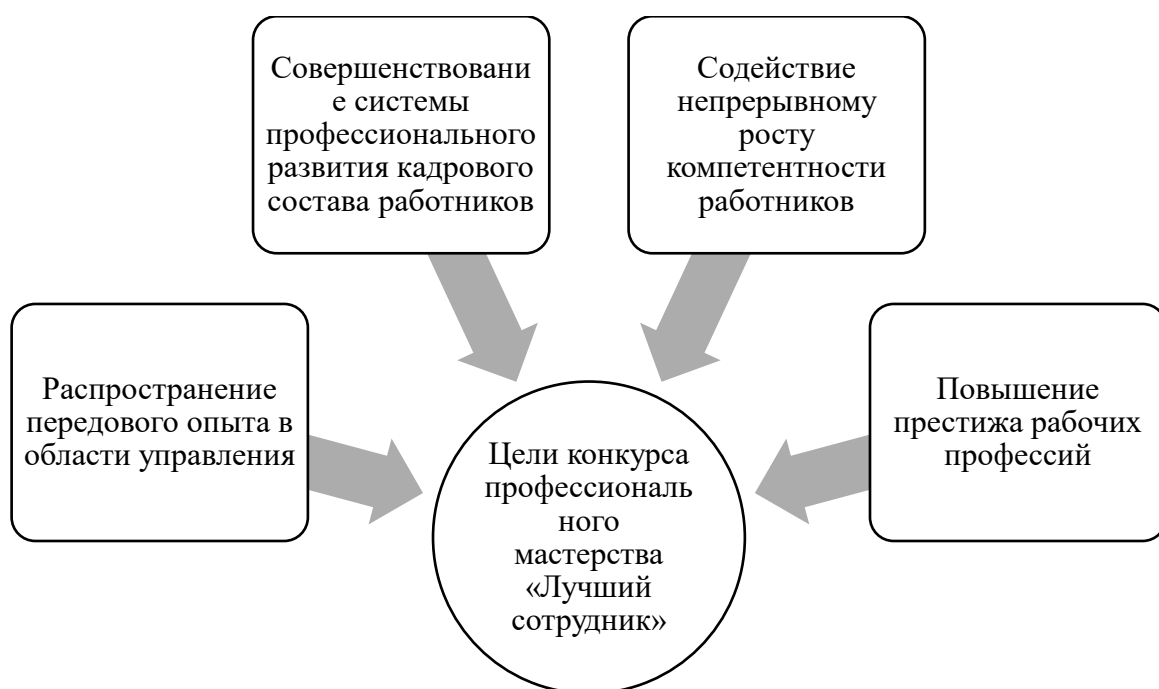 Совершенствовани
е системы
профессионального
развития кадрового
состава работников
Содействие
непрерывному
росту
компетентности
работников
Распространение
передового опыта в
области управления
Повышение
престижа рабочих
профессий
Цели конкурса
профессиональ
ного
мастерства
«Лучший
сотрудник»